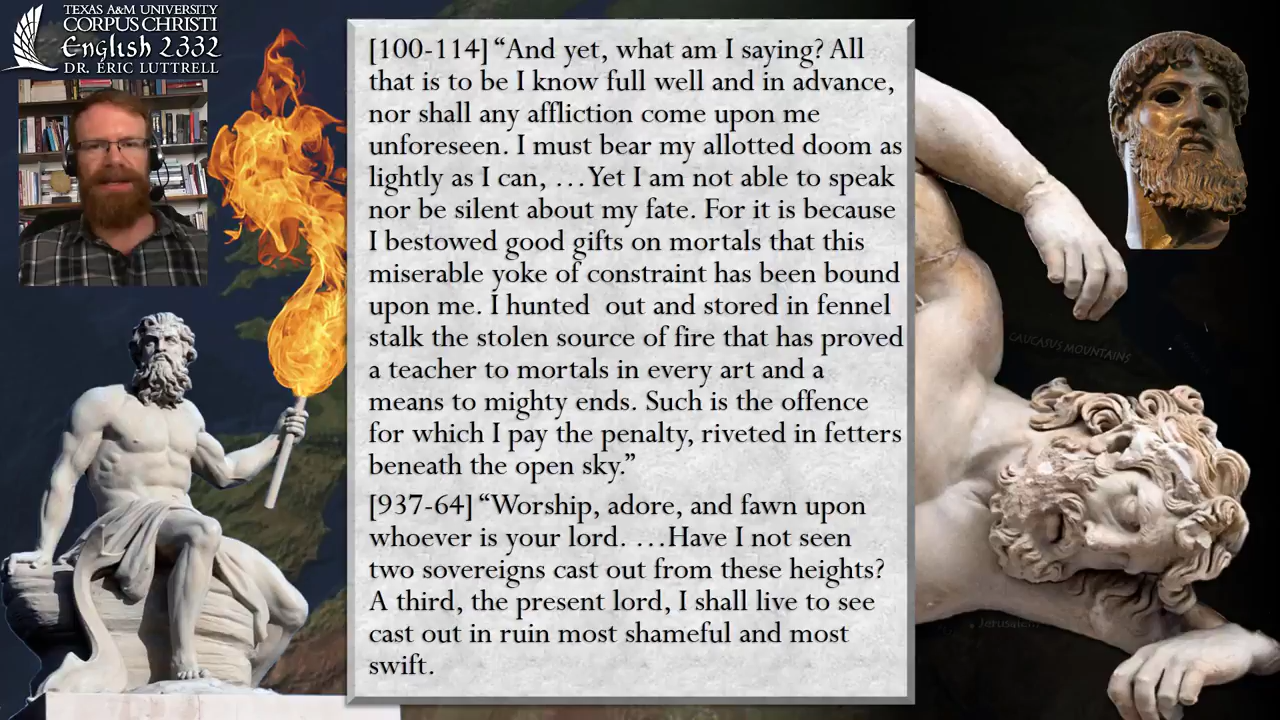 TEXAS A&M UNIVERSITY
CORPUS CHRISTI
English 2332
DR. ERIC LUTTRELL
[100-114] “And yet, what am I saying? All
that is to be I know full well and in advance,
nor shall any affliction come upon me
unforeseen. I must bear my allotted doom as
lightly as I can, …Yet I am not able to speak
nor be silent about my fate. For it is because
I bestowed good gifts on mortals that this
miserable yoke of constraint has been bound
upon me. I hunted out and stored in fennel
stalk the stolen source of fire that has proved
a teacher to mortals in every art and a
means to mighty ends. Such is the offence
for which I pay the penalty, riveted in fetters
beneath the open sky.”
[937-64] “Worship, adore, and fawn upon
whoever is your lord. …Have I not seen
two sovereigns cast out from these heights?
A third, the present lord, I shall live to see
cast out in ruin most shameful and most
swift.
CAUCASUS MOUNTAINS
Jerusalem